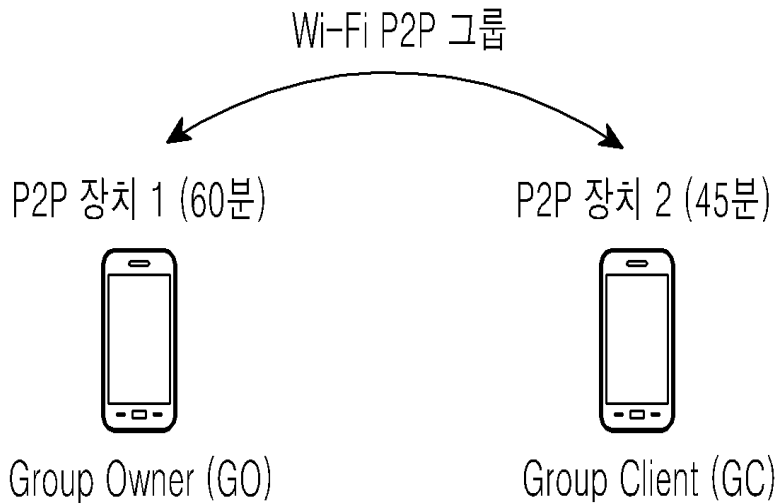 Wi-Fi P2P 그룹
P2P 장치 1 (60분)
P2P 장치 2 (45분)
Group Owner (GO)
Group Client (GC)